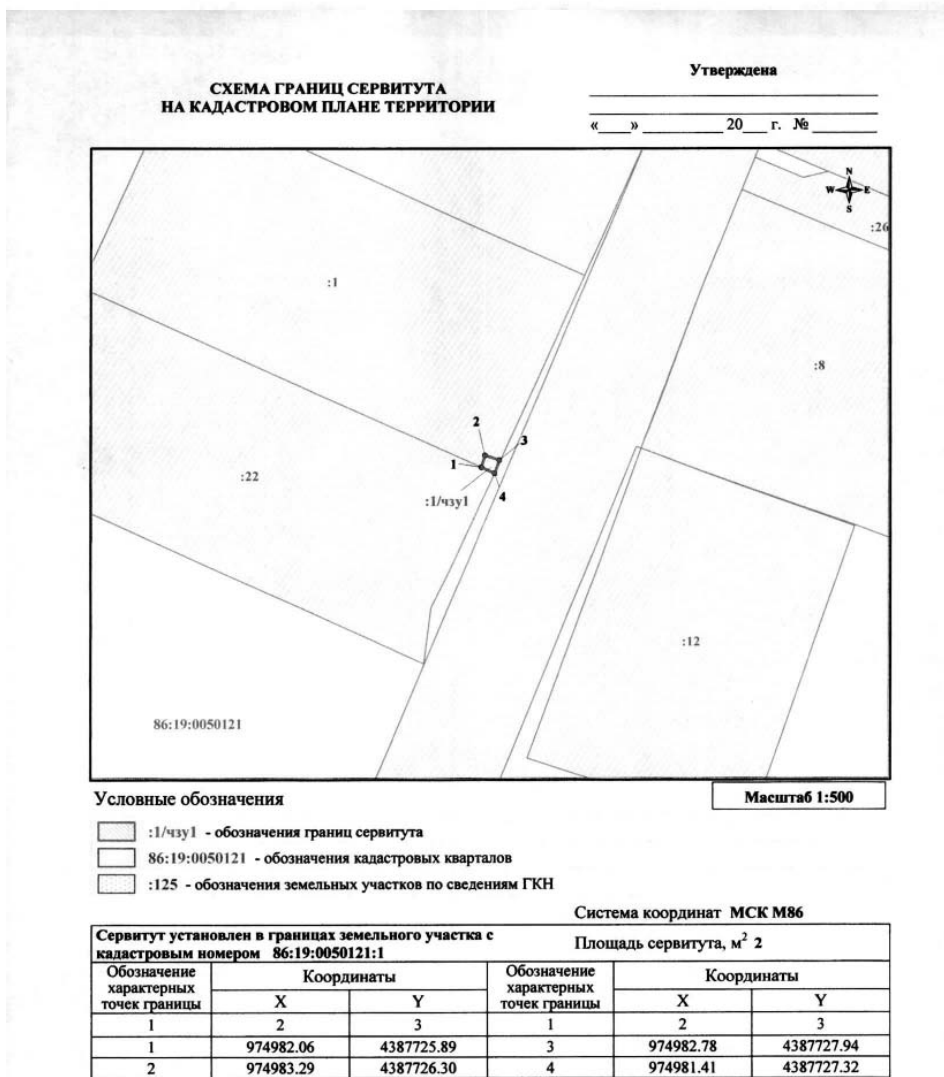 Утверждена
СХЕМА ГРАНИЦ СЕРВИТУТА
НА КАДАСТРОВОМ ПЛАНЕ ТЕРРИТОРИИ
«___» __________ 20___ г. № ________
N
W E
S
:26
:1
:8
2
3
1
:22
:1/чзу1
4
:12
86:19:0050121
Условные обозначения
Масштаб 1:500
:1/чзу1 - обозначения границ сервитута
86:19:0050121 - обозначения кадастровых кварталов
:125 - обозначения земельных участков по сведениям ГКН
Система координат МСК М86
Сервитут установлен в границах земельного участка с
кадастровым номером 86:19:0050121:1
Площадь сервитута, м² 2
Обозначение характерных точек границы Координаты Обозначение характерных точек границы Координаты
X Y X Y
1 2 3 1 2 3
1 974982.06 4387725.89 3 974982.78 4387727.94
2 974983.29 4387726.30 4 974981.41 4387727.32